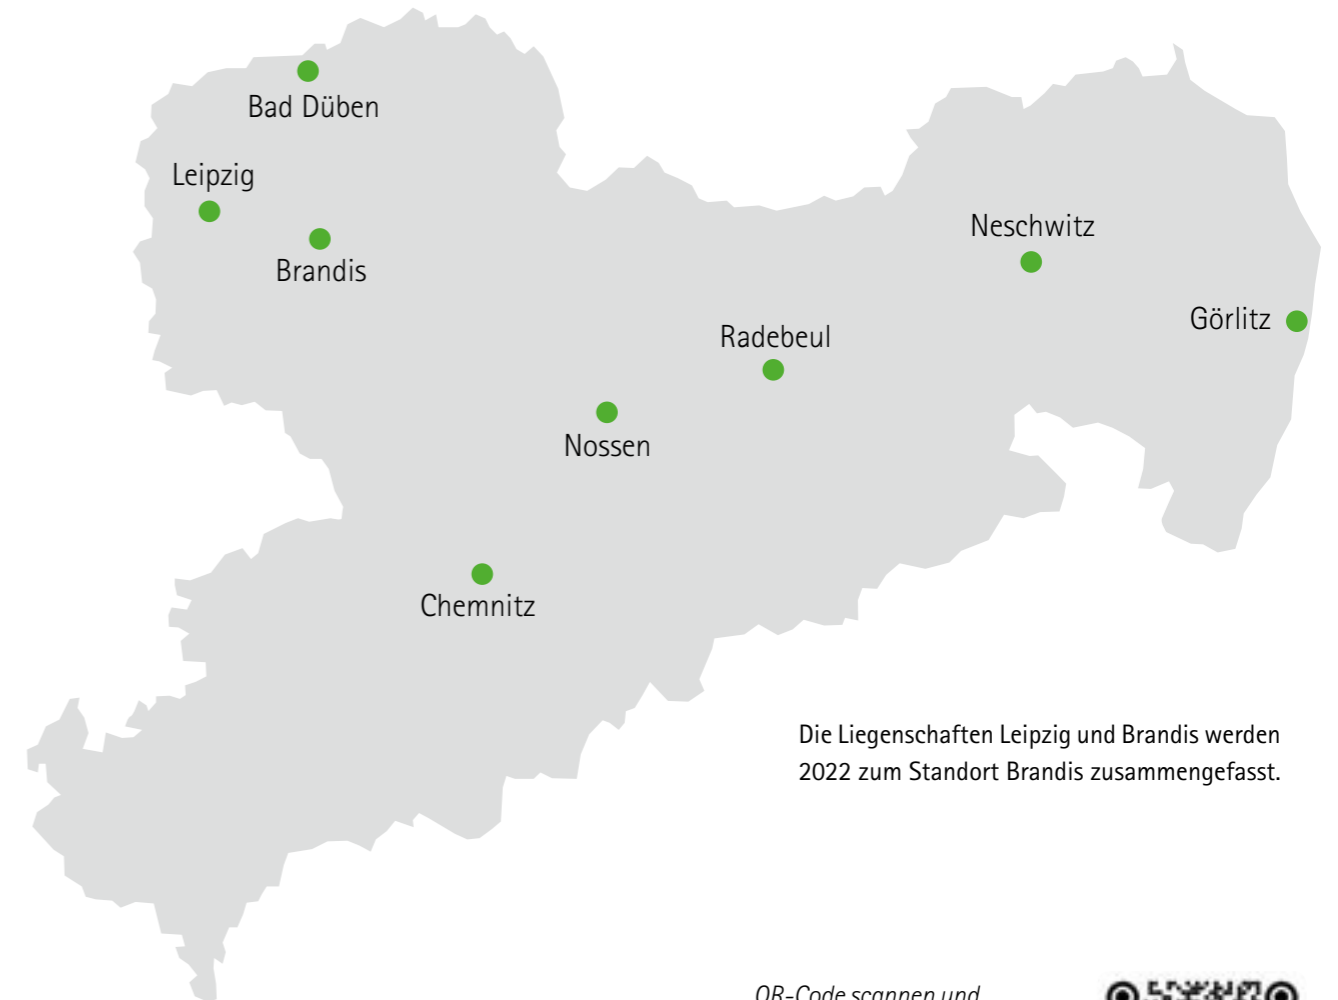 Bad Düben
Leipzig
Neschwitz
Brandis
Görlitz
Radebeul
Nossen
Chemnitz
Die Liegenschaften Leipzig und Brandis werden
2022 zum Standort Brandis zusammengefasst.
QR-Code scannen und